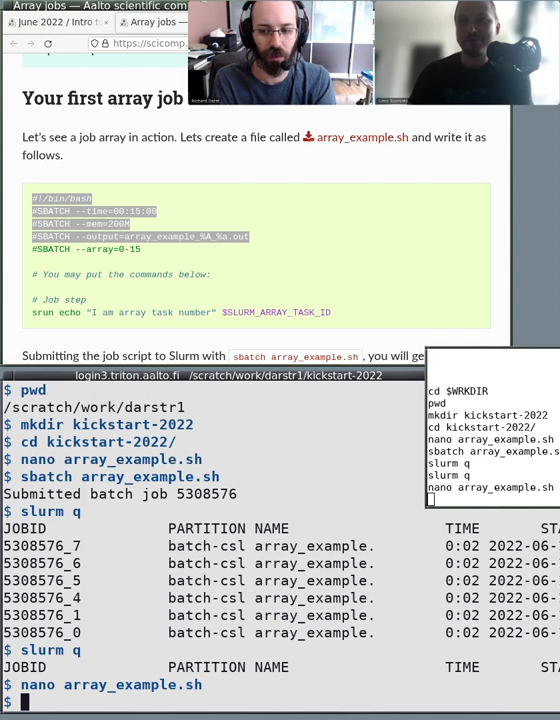 Array jobs — Aalto scientific com
June 2022 / Intro to
Array jobs —
https://scicomp.
Your first array job
Let's see a job array in action. Lets create a file called array_example.sh and write it as
follows.
#!/bin/bash
#SBATCH --time=00:15:00
#SBATCH --mem=200M
#SBATCH --output=array_example_%A_%a.out
#SBATCH --array=0-15
# You may put the commands below:
# Job step
srun echo "I am array task number" $SLURM_ARRAY_TASK_ID
Submitting the job script to Slurm with sbatch array_example.sh, you will ge
login3.triton.aalto.fi /scratch/work/darstr1/kickstart-2022
$ pwd
/scratch/work/darstr1
$ mkdir kickstart-2022
$ cd kickstart-2022/
$ nano array_example.sh
$ sbatch array_example.sh
Submitted batch job 5308576
$ slurm q
JOBID PARTITION NAME TIME STA
5308576_7 batch-csl array_example. 0:02 2022-06-
5308576_6 batch-csl array_example. 0:02 2022-06-
5308576_5 batch-csl array_example. 0:02 2022-06-
5308576_4 batch-csl array_example. 0:02 2022-06-
5308576_1 batch-csl array_example. 0:02 2022-06-
5308576_0 batch-csl array_example. 0:02 2022-06-
$ slurm q
JOBID PARTITION NAME TIME STA
$ nano array_example.sh
$
cd $WRKDIR
pwd
mkdir kickstart-2022
cd kickstart-2022/
nano array_example.sh
sbatch array_example.s
slurm q
slurm q
nano array_example.sh